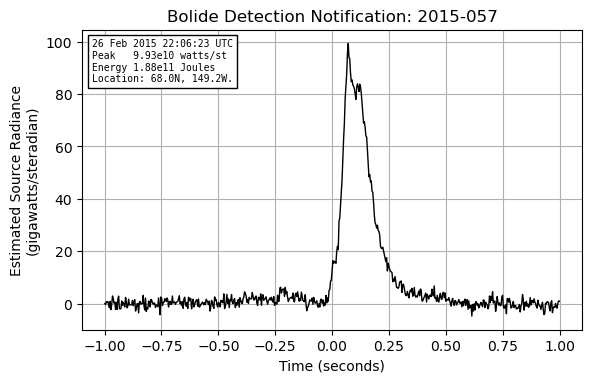 Bolide Detection Notification: 2015-057
26 Feb 2015 22:06:23 UTC
Peak   9.93e10 watts/st
Energy 1.88e11 Joules
Location: 68.0N, 149.2W.
Estimated Source Radiance
(gigawatts/steradian)
100
80
60
40
20
0
−1.00 −0.75 −0.50 −0.25 0.00 0.25 0.50 0.75 1.00
Time (seconds)